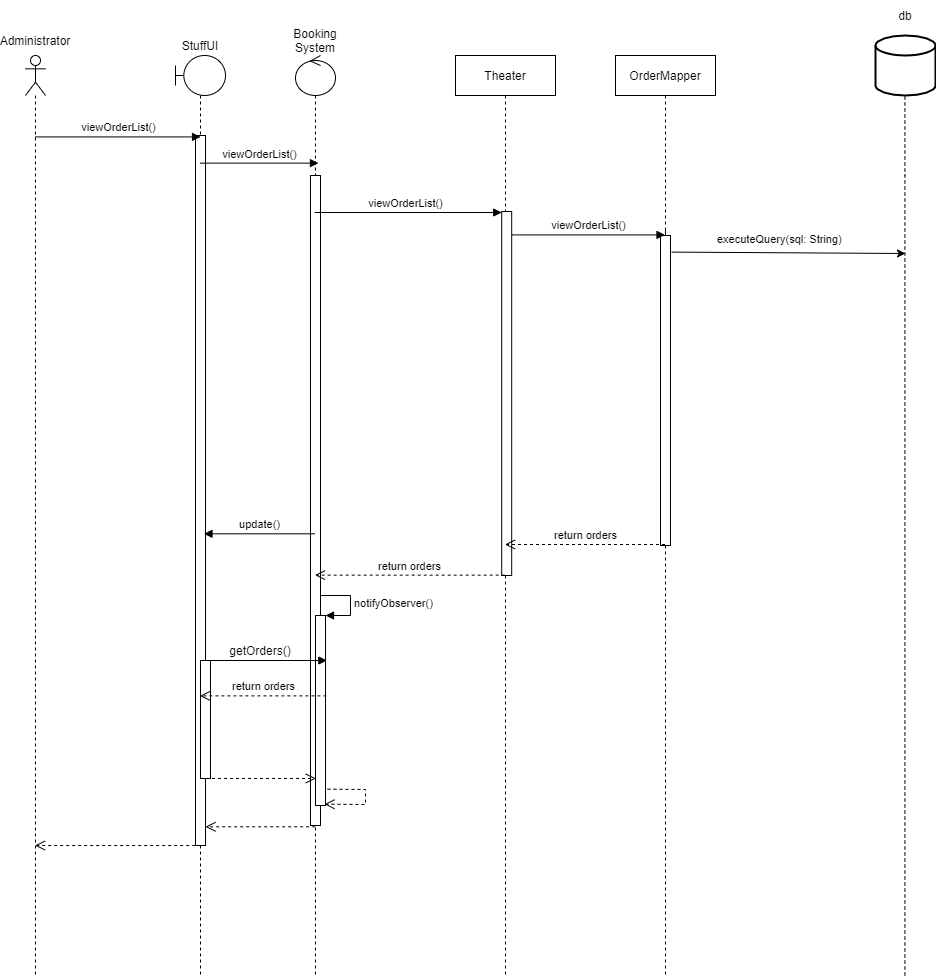 db
Administrator
StuffUI
Booking
System
Theater
OrderMapper
viewOrderList()
viewOrderList()
viewOrderList()
viewOrderList()
executeQuery(sql: String)
update()
return orders
return orders
notifyObserver()
getOrders()
return orders